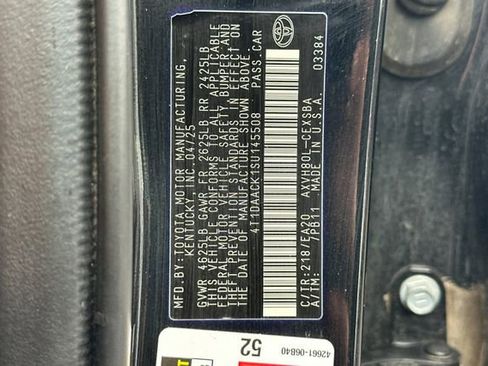 MFD.BY: TOYOTA MOTOR MANUFACTURING,
KENTUCKY, INC. 04/25
GVWR 4625LB GAWR FR 2625LB RR 2425LB
THIS VEHICLE CONFORMS TO ALL APPLICABLE
FEDERAL MOTOR VEHICLE SAFETY, BUMPER AND
THEFT PREVENTION STANDARDS IN EFFECT ON
THE DATE OF MANUFACTURE SHOWN ABOVE.
4T1DAACK1SU145508 PASS.CAR
C/TR: 218/EA20 AXVH80L-CEXSBA
A/TM: 7PB11 MADE IN U.S.A. 03384
42661-06840
52